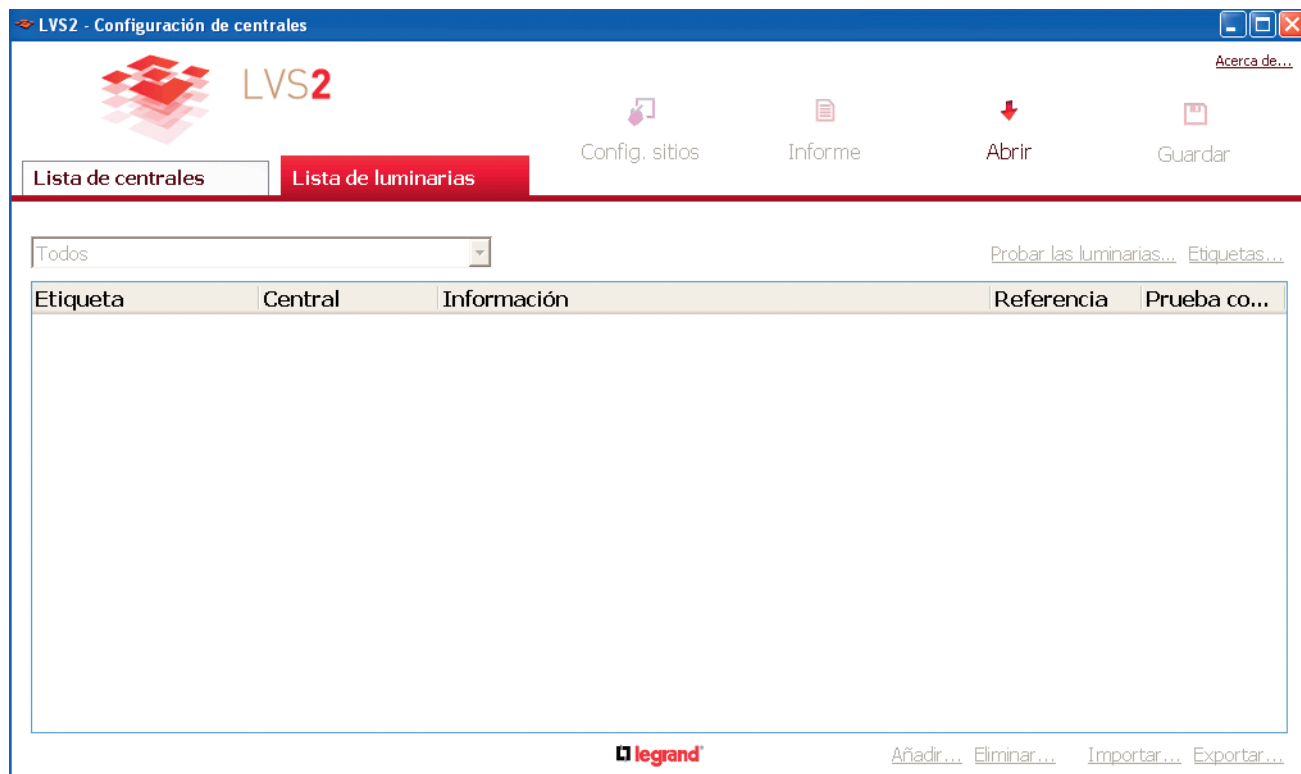 LVS2 - Configuración de centrales
Acerca de...
LVS2
Config. sitios
Informe
Abrir
Guardar
Lista de centrales
Lista de luminarias
Todos
Probar las luminarias... Etiquetas...
Etiqueta Central Información Referencia Prueba co...
legrand
Añadir... Eliminar... Importar... Exportar...